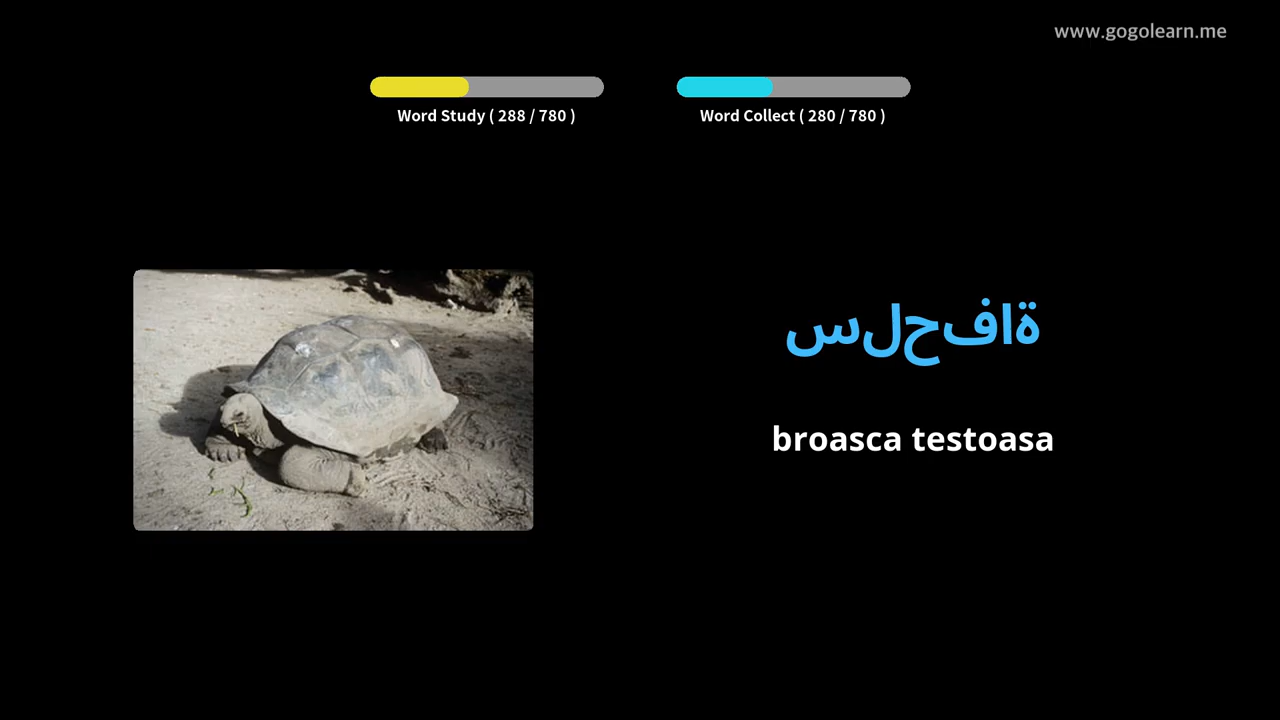 www.gogolearn.me
Word Study ( 288 / 780 )
Word Collect ( 280 / 780 )
سلحفاة
broasca testoasa